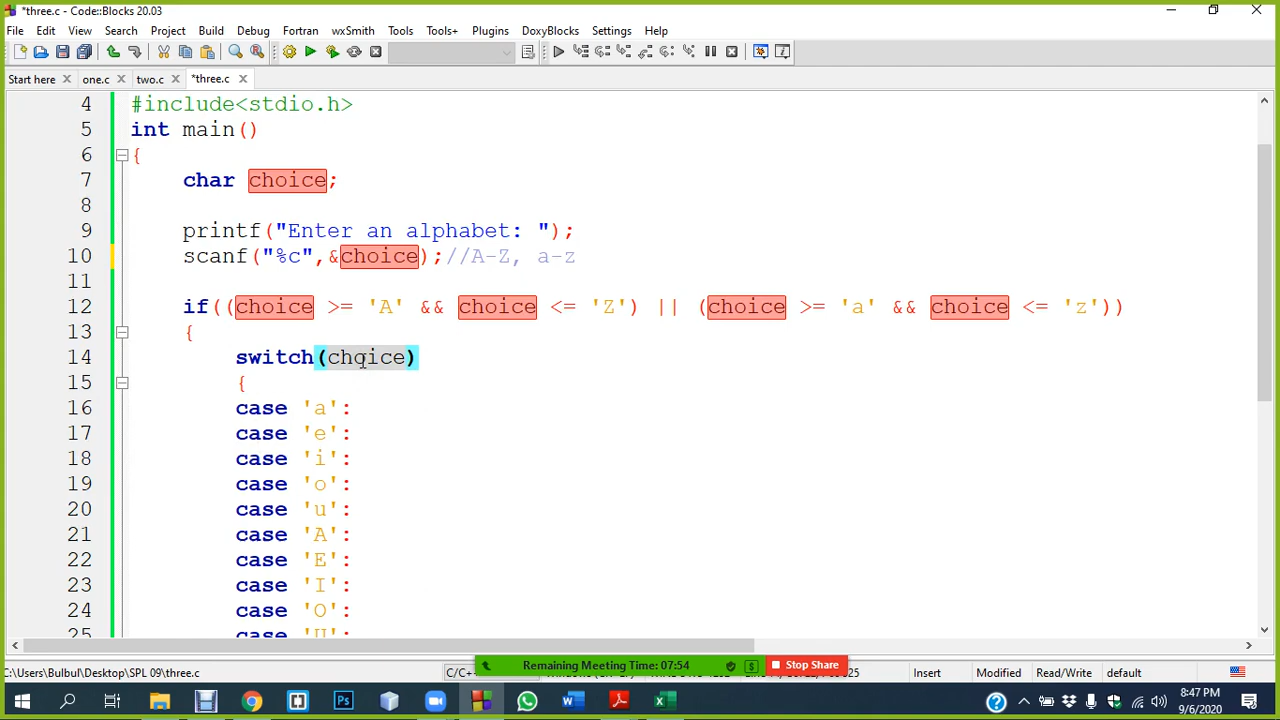 *three.c - Code::Blocks 20.03
File Edit View Search Project Build Debug Fortran wxSmith Tools Tools+ Plugins DoxyBlocks Settings Help
Start here one.c two.c *three.c
4 #include<stdio.h>
5 int main()
6 {
7 char choice;
8
9 printf("Enter an alphabet: ");
10 scanf("%c",&choice);//A-Z, a-z
11
12 if((choice >= 'A' && choice <= 'Z') || (choice >= 'a' && choice <= 'z'))
13 {
14 switch(choice)
15 {
16 case 'a':
17 case 'e':
18 case 'i':
19 case 'o':
20 case 'u':
21 case 'A':
22 case 'E':
23 case 'I':
24 case 'O':
25 case 'U':
Remaining Meeting Time: 07:54 $ Stop Share
C:\Users\Bulbul\Desktop\SPL 09\three.c C/C+ Insert Modified Read/Write default
8:47 PM
9/6/2020